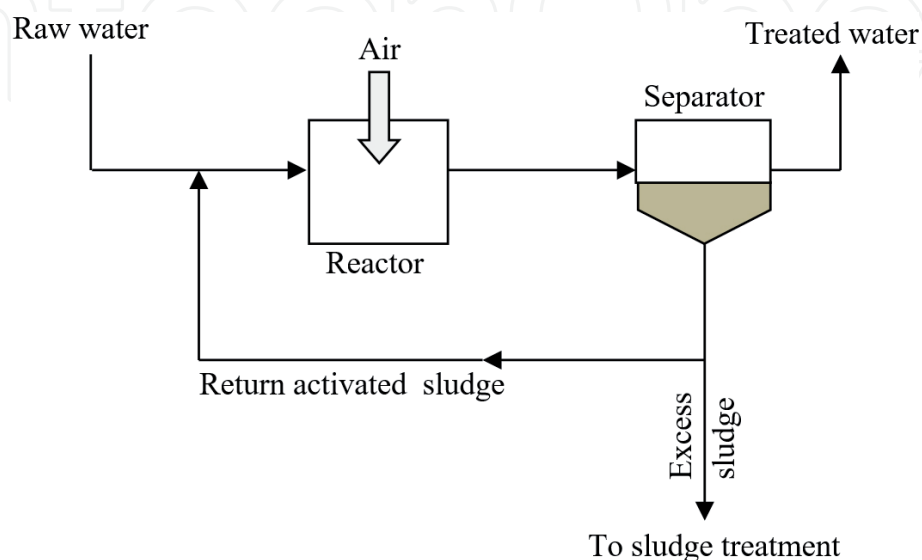 Raw water
Treated water
Air
Separator
Reactor
Return activated sludge
Excess
sludge
To sludge treatment